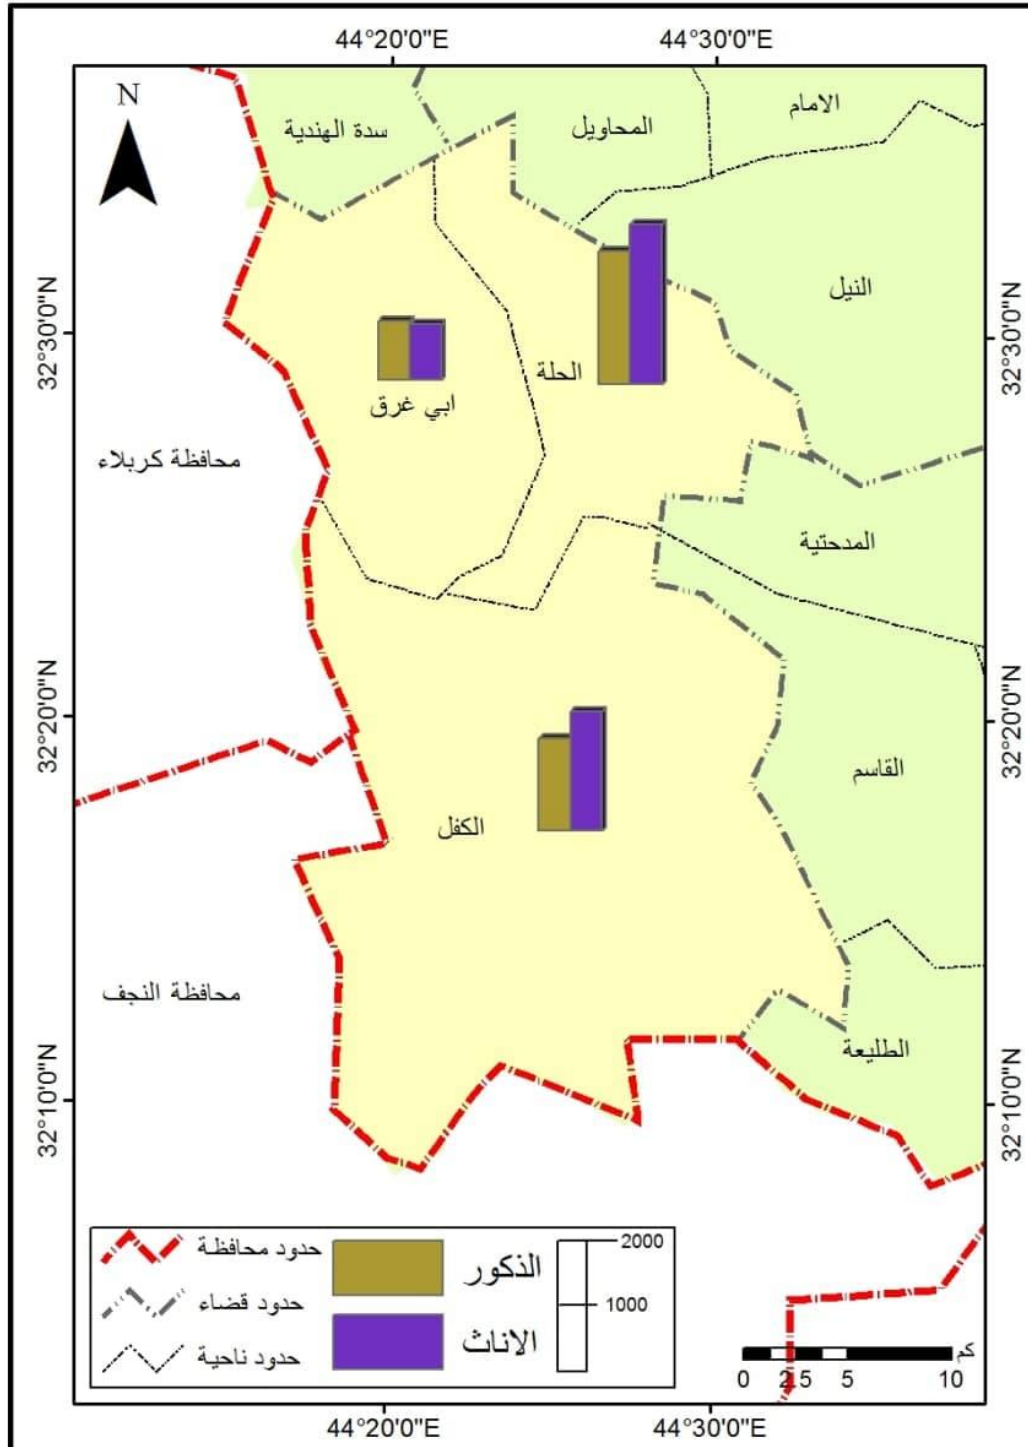 44°20'0"E
44°30'0"E
N
سدة الهندية
المحاويل
الامام
النيل
32°30'0"N
32°30'0"N
الحلة
ابي غرق
محافظة كربلاء
المدحتية
32°20'0"N
32°20'0"N
القاسم
الكفل
محافظة النجف
الطليعة
32°10'0"N
32°10'0"N
حدود محافظة
حدود قضاء
حدود ناحية
الذكور
الاناث
2000
1000
كم
0 2.5 5 10
44°20'0"E
44°30'0"E